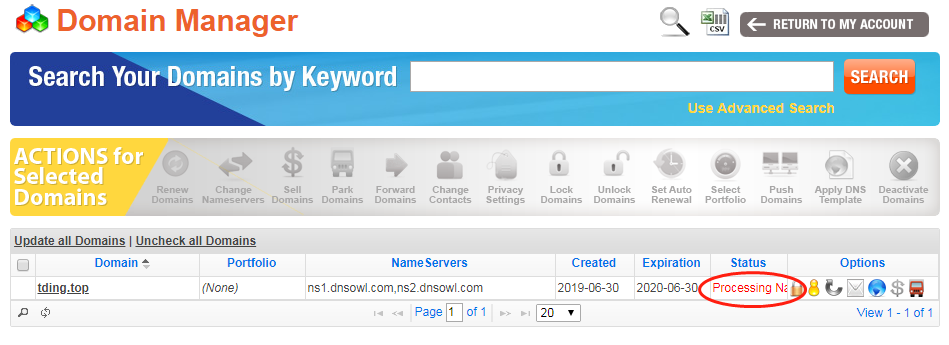 Domain Manager
CSV
RETURN TO MY ACCOUNT
Search Your Domains by Keyword
SEARCH
Use Advanced Search
ACTIONS for
Selected
Domains
Renew
Domains
Change
Nameservers
Sell
Domains
Park
Domains
Forward
Domains
Change
Contacts
Privacy
Settings
Lock
Domains
Unlock
Domains
Set Auto
Renewal
Select
Portfolio
Push
Domains
Apply DNS
Template
Deactivate
Domains
Update all Domains | Uncheck all Domains
Domain Portfolio NameServers Created Expiration Status Options
tding.top (None) ns1.dnsowl.com,ns2.dnsowl.com 2019-06-30 2020-06-30 Processing Na
Page 1 of 1 20 View 1 - 1 of 1